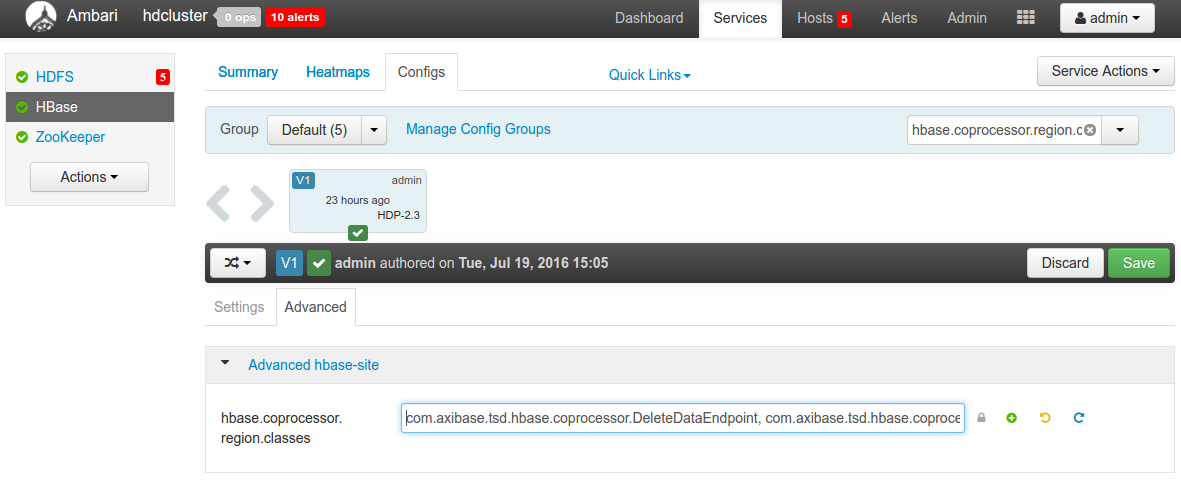 Ambari hdcluster 0 ops 10 alerts Dashboard Services Hosts 5 Alerts Admin admin
HDFS 5
HBase
ZooKeeper
Actions
Summary Heatmaps Configs Quick Links Service Actions
Group Default (5) Manage Config Groups hbase.coprocessor.region.c
V1 admin
23 hours ago
HDP-2.3
V1 admin authored on Tue, Jul 19, 2016 15:05 Discard Save
Settings Advanced
Advanced hbase-site
hbase.coprocessor.
region.classes
com.axibase.tsd.hbase.coprocessor.DeleteDataEndpoint, com.axibase.tsd.hbase.coproce